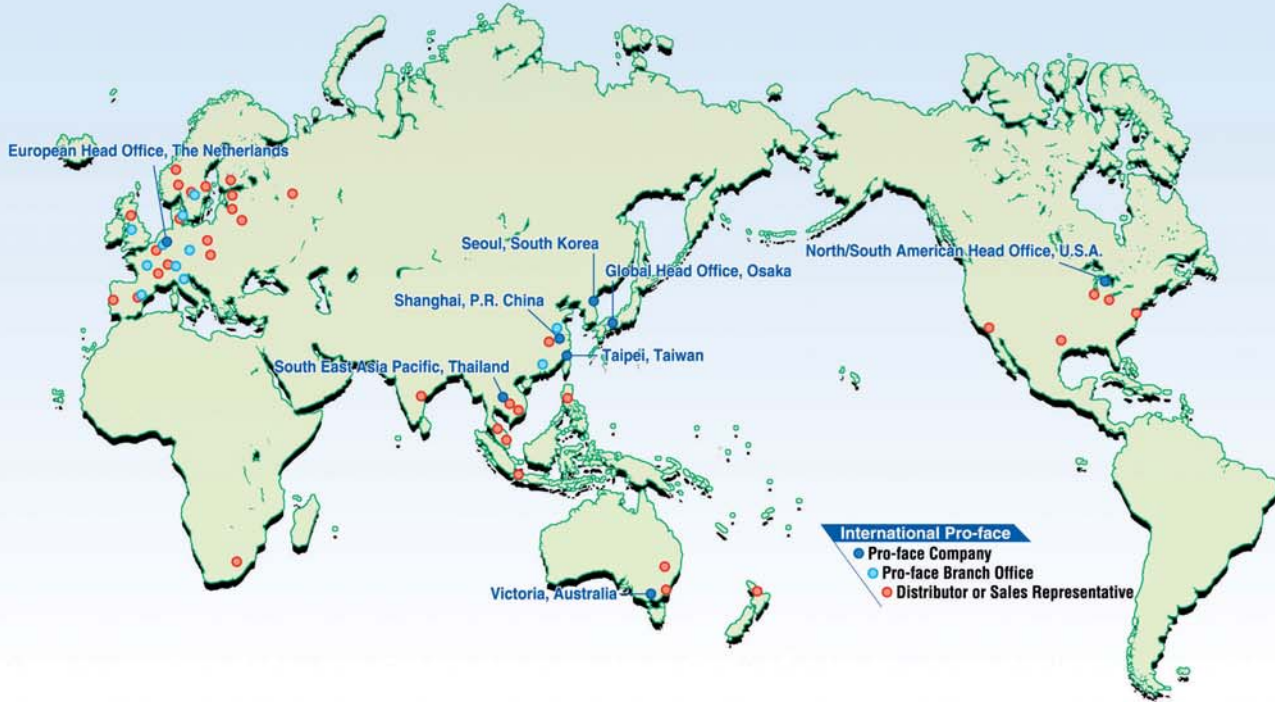 European Head Office, The Netherlands
Seoul, South Korea
Global Head Office, Osaka
North/South American Head Office, U.S.A.
Shanghai, P.R. China
Taipei, Taiwan
South East Asia Pacific, Thailand
Victoria, Australia
International Pro-face
Pro-face Company
Pro-face Branch Office
Distributor or Sales Representative